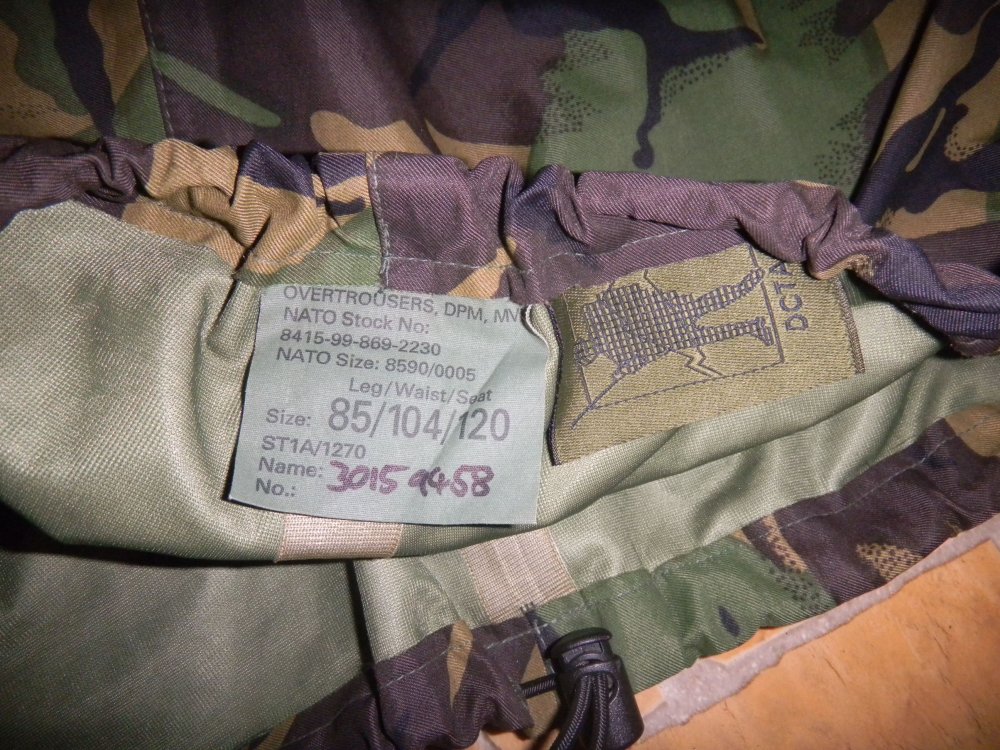 OVERTROUSERS, DPM, MV
NATO Stock No:
8415-99-869-2230
NATO Size: 8590/0005
Leg/Waist/Seat
Size: 85/104/120
ST1A/1270
Name: 30159458
No.:
DCTA